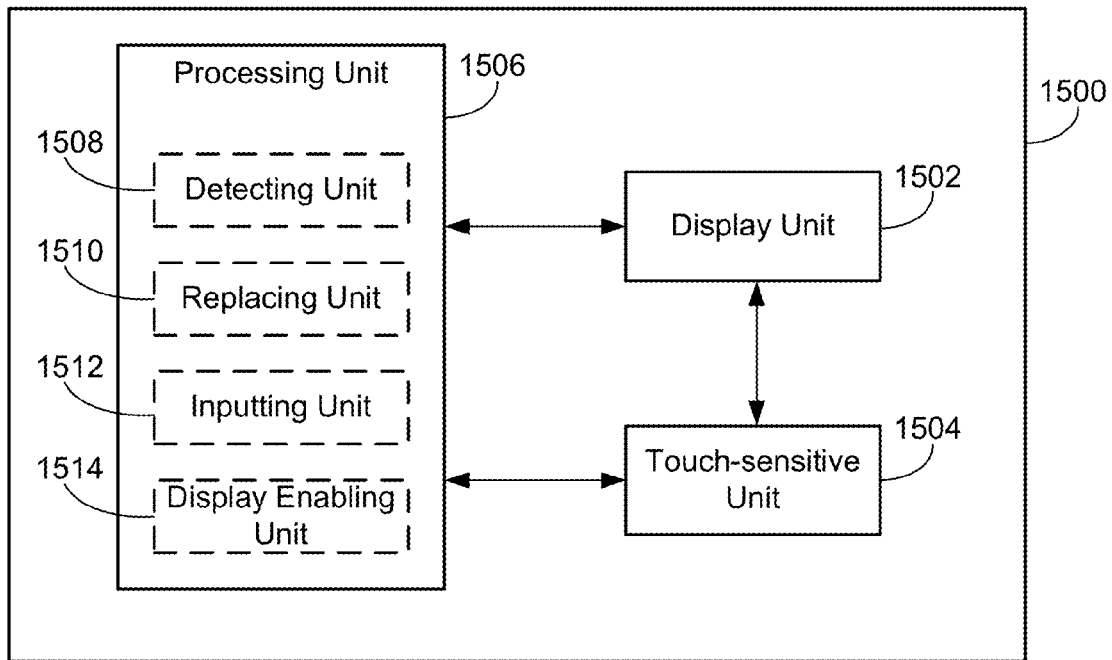 Processing Unit
1506
1500
1508
Detecting Unit
1502
Display Unit
1510
Replacing Unit
1512
Inputting Unit
1504
Touch-sensitive
Unit
1514
Display Enabling
Unit